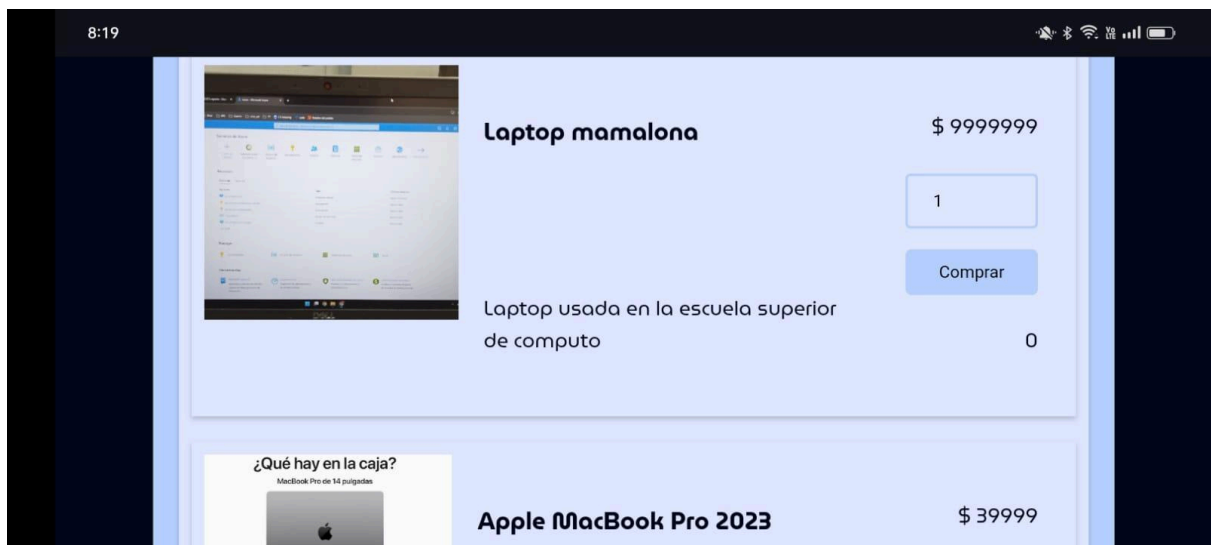 8:19
Laptop mamalona
$ 9999999
1
Comprar
Laptop usada en la escuela superior
de computo
0
DELL
¿Qué hay en la caja?
MacBook Pro de 14 pulgadas
Apple MacBook Pro 2023
$ 39999